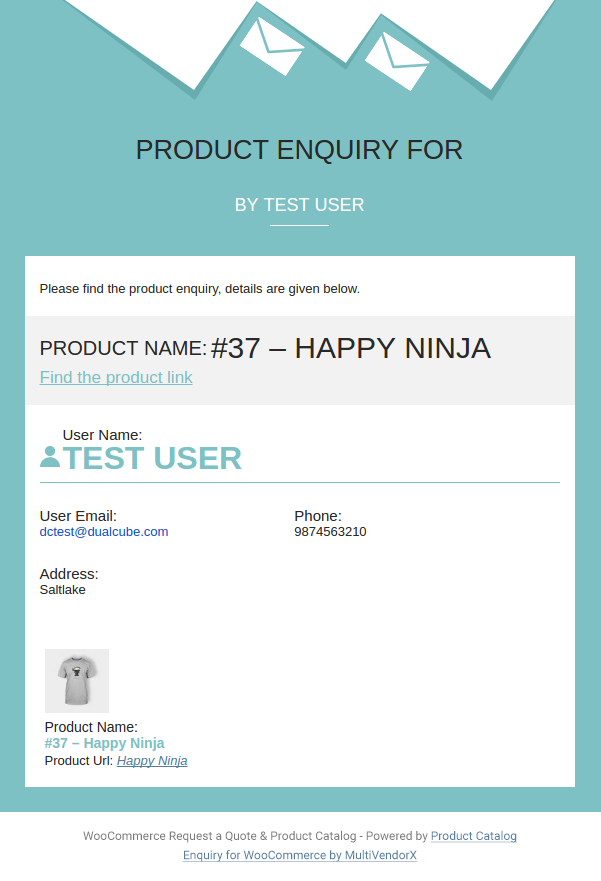 PRODUCT ENQUIRY FOR
BY TEST USER
Please find the product enquiry, details are given below.
PRODUCT NAME: #37 – HAPPY NINJA
Find the product link
User Name:
TEST USER
User Email:
dctest@dualcube.com
Phone:
9874563210
Address:
Saltlake
Product Name:
#37 – Happy Ninja
Product Url: Happy Ninja
WooCommerce Request a Quote & Product Catalog - Powered by Product Catalog
Enquiry for WooCommerce by MultiVendorX